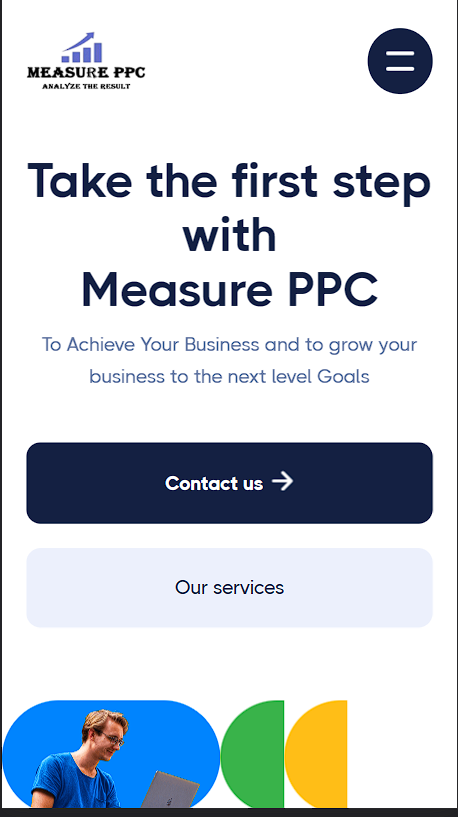 MEASURE PPC
ANALYZE THE RESULT
Take the first step
with
Measure PPC
To Achieve Your Business and to grow your
business to the next level Goals
Contact us →
Our services